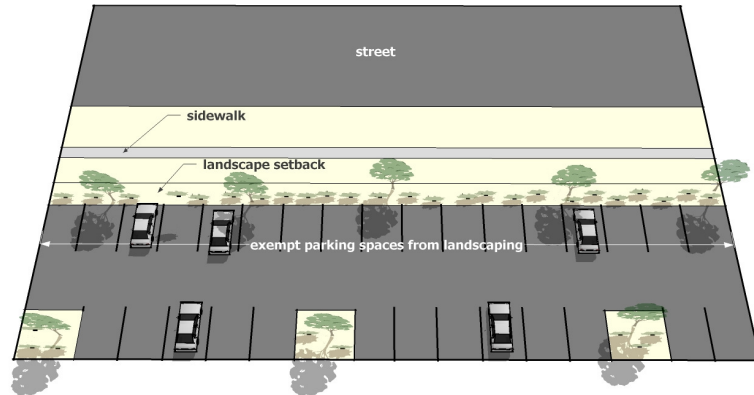 street
sidewalk
landscape setback
exempt parking spaces from landscaping